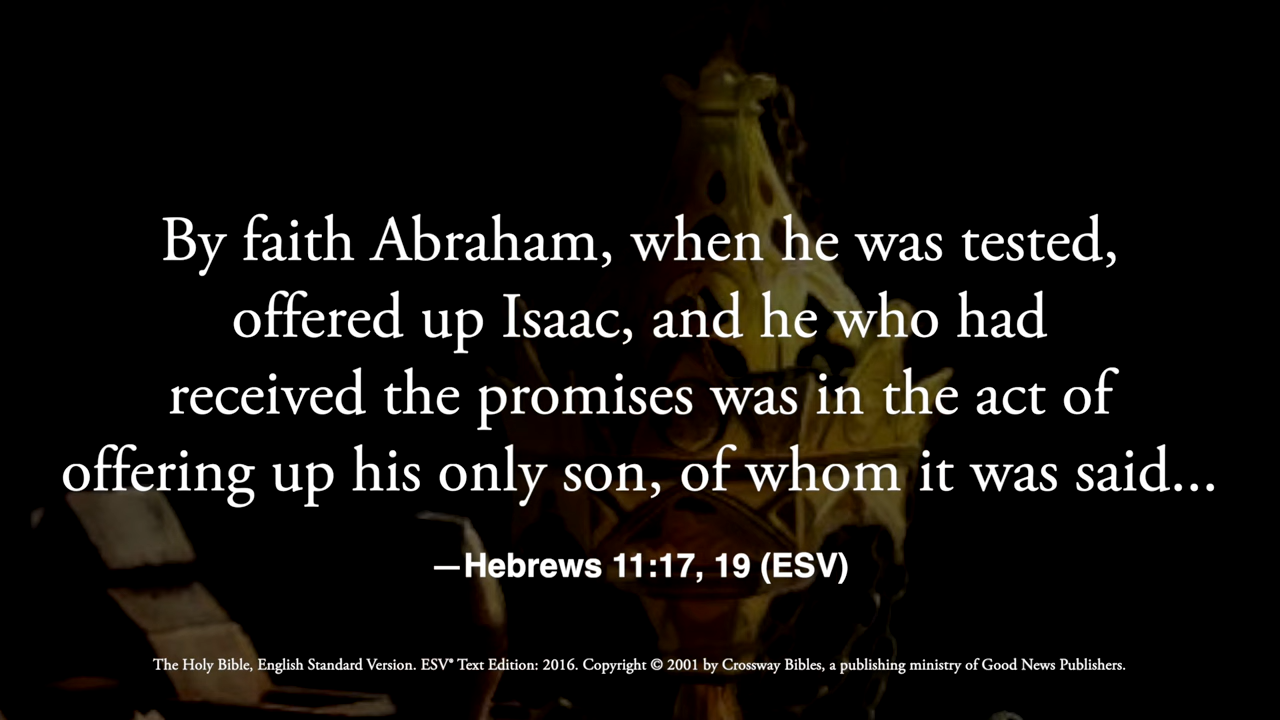 By faith Abraham, when he was tested,
offered up Isaac, and he who had
received the promises was in the act of
offering up his only son, of whom it was said...
—Hebrews 11:17, 19 (ESV)
The Holy Bible, English Standard Version. ESV® Text Edition: 2016. Copyright © 2001 by Crossway Bibles, a publishing ministry of Good News Publishers.